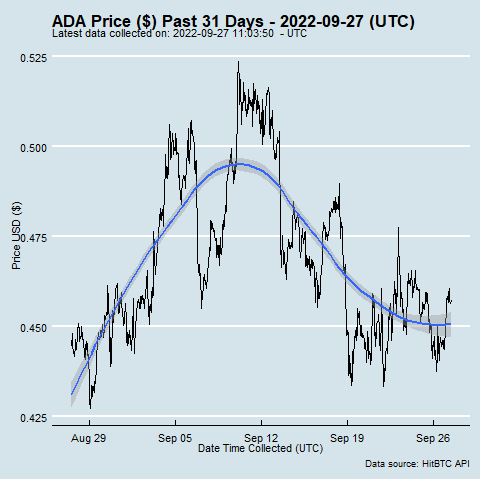 ADA Price ($) Past 31 Days - 2022-09-27 (UTC)
Latest data collected on: 2022-09-27 11:03:50 - UTC
0.525
0.500
0.475
0.450
0.425
Price USD ($)
Aug 29 Sep 05 Sep 12 Sep 19 Sep 26
Date Time Collected (UTC)
Data source: HitBTC API